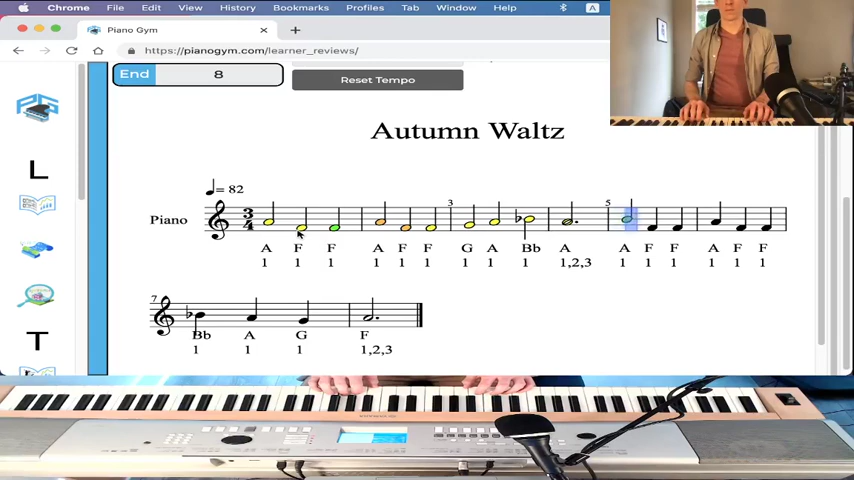 Chrome File Edit View History Bookmarks Profiles Tab Window Help A
Piano Gym
https://pianogym.com/learner_reviews/
End 8
Reset Tempo
Autumn Waltz
= 82
Piano
3
4
3
5
A F F A F F G A Bb A A F F A F F
1 1 1 1 1 1 1 1 1 1,2,3 1 1 1 1 1 1
L
7
Bb A G F
1 1 1 1,2,3
T